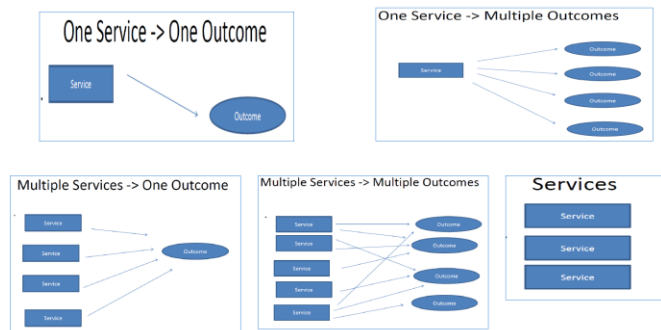 One Service -> One Outcome
Service
Outcome
One Service -> Multiple Outcomes
Service
Outcome
Outcome
Outcome
Outcome
Multiple Services -> One Outcome
Service
Service
Service
Service
Outcome
Multiple Services -> Multiple Outcomes
Service
Service
Service
Service
Service
Outcome
Outcome
Outcome
Outcome
Services
Service
Service
Service